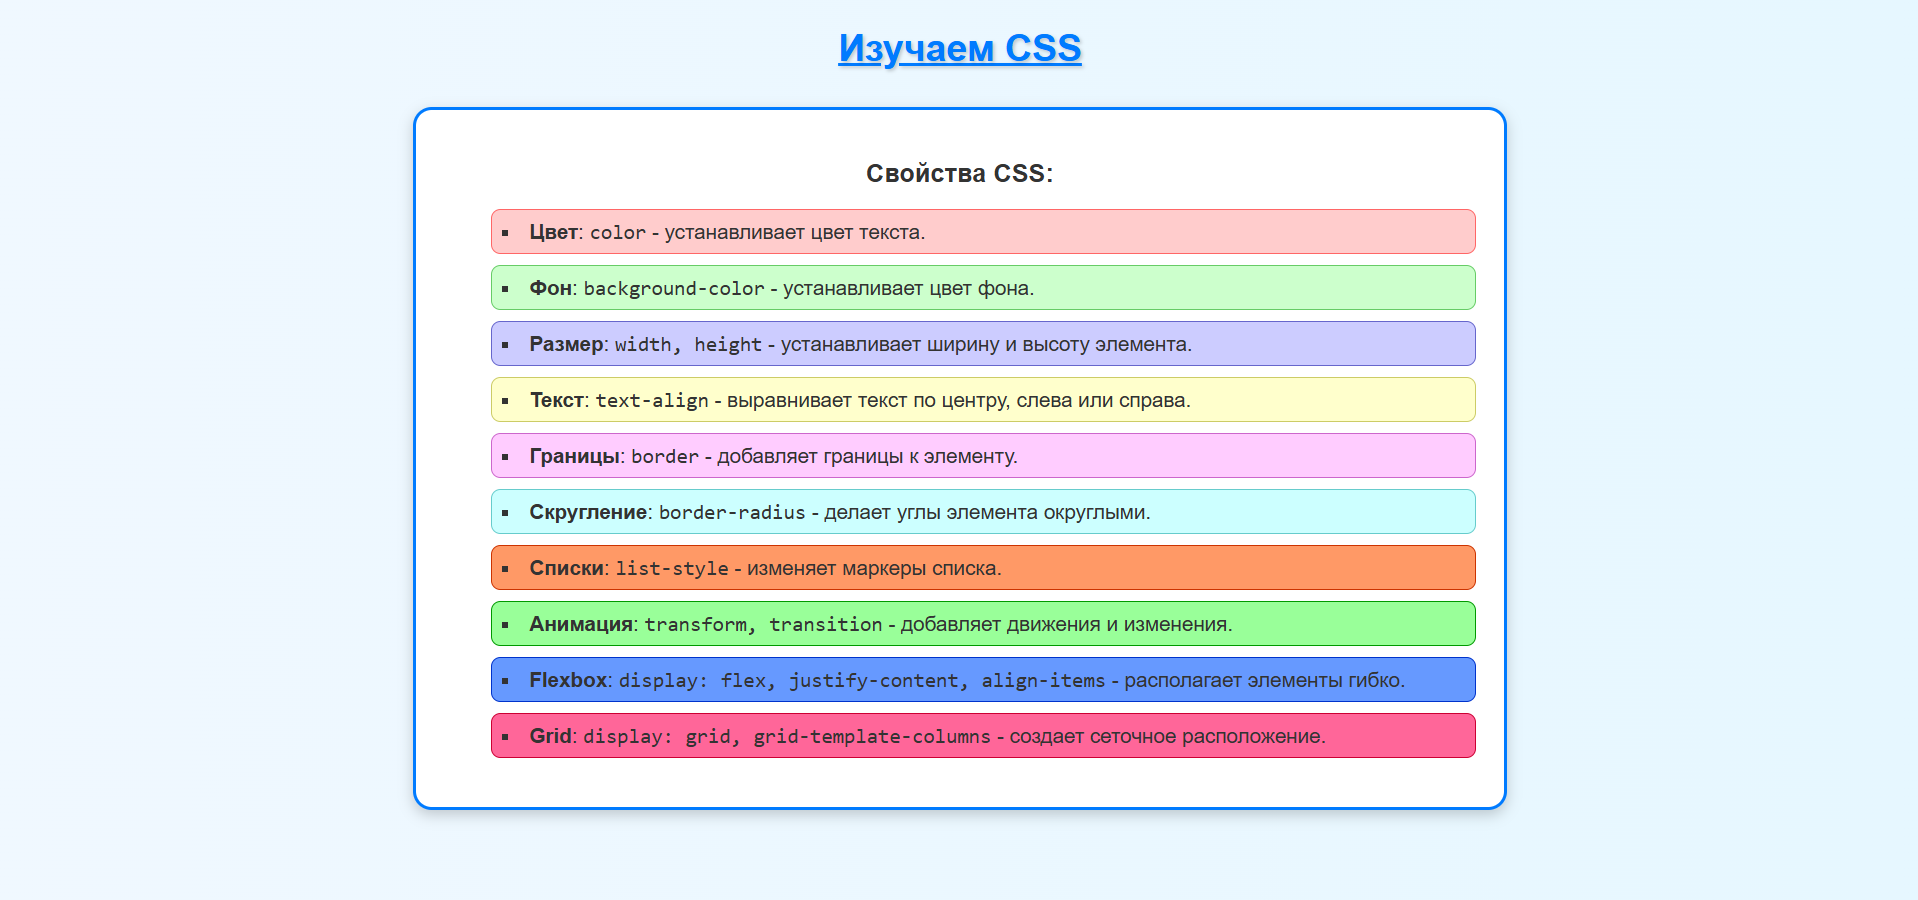 Изучаем CSS
Свойства CSS:
Цвет: color - устанавливает цвет текста.
Фон: background-color - устанавливает цвет фона.
Размер: width, height - устанавливает ширину и высоту элемента.
Текст: text-align - выравнивает текст по центру, слева или справа.
Границы: border - добавляет границы к элементу.
Скругление: border-radius - делает углы элемента округлыми.
Списки: list-style - изменяет маркеры списка.
Анимация: transform, transition - добавляет движения и изменения.
Flexbox: display: flex, justify-content, align-items - располагает элементы гибко.
Grid: display: grid, grid-template-columns - создает сеточное расположение.